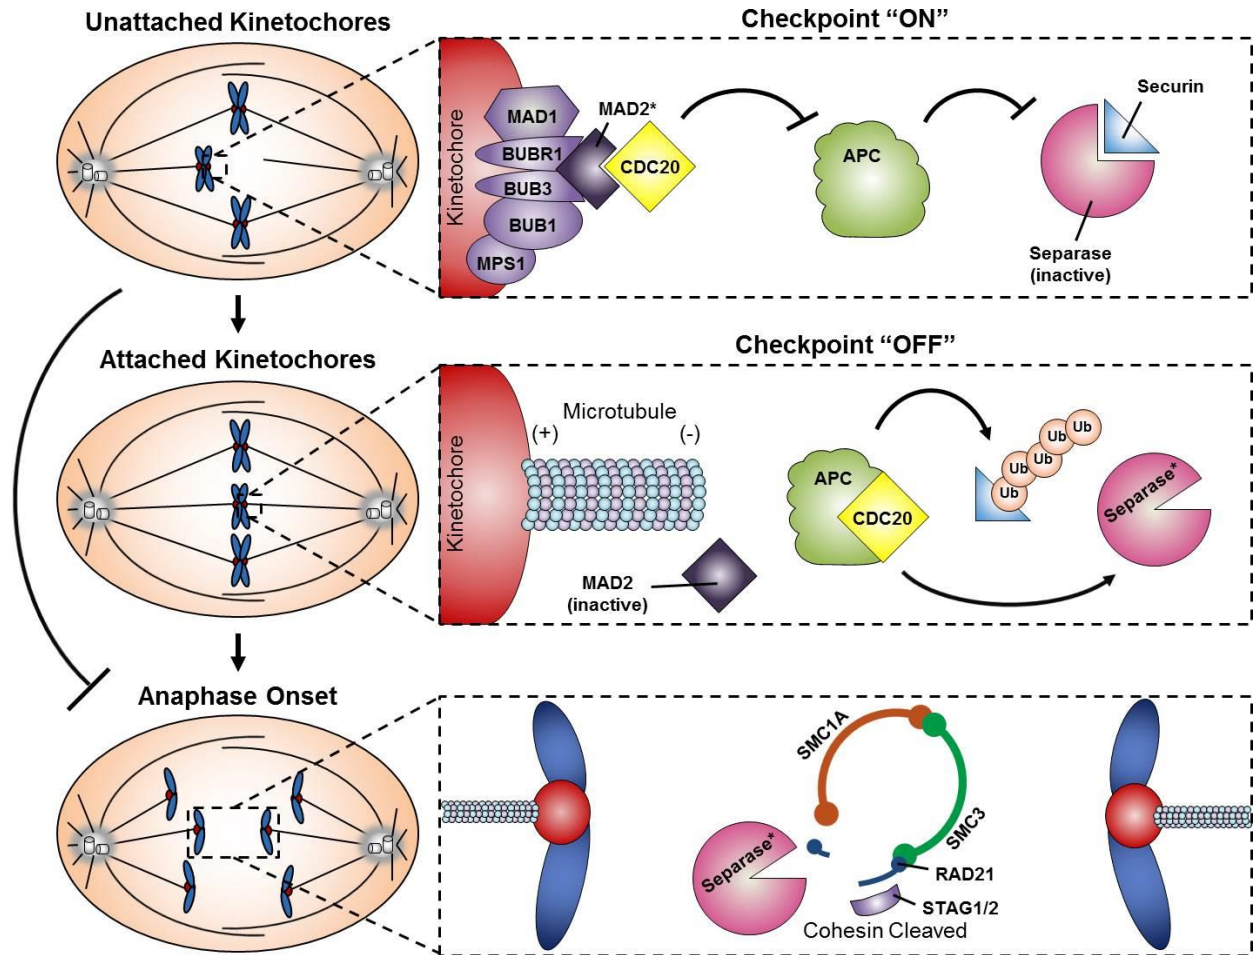 Unattached Kinetochores
Checkpoint “ON”
Kinetochore
MAD1
BUBR1
BUB3
BUB1
MPS1
MAD2*
CDC20
APC
Securin
Separase
(inactive)
Attached Kinetochores
Checkpoint “OFF”
Kinetochore
Microtubule
(+)
(-)
MAD2
(inactive)
APC
CDC20
Ub
Ub
Ub
Ub
Ub
Separase*
Anaphase Onset
SMC1A
SMC3
Separase*
RAD21
STAG1/2
Cohesin Cleaved